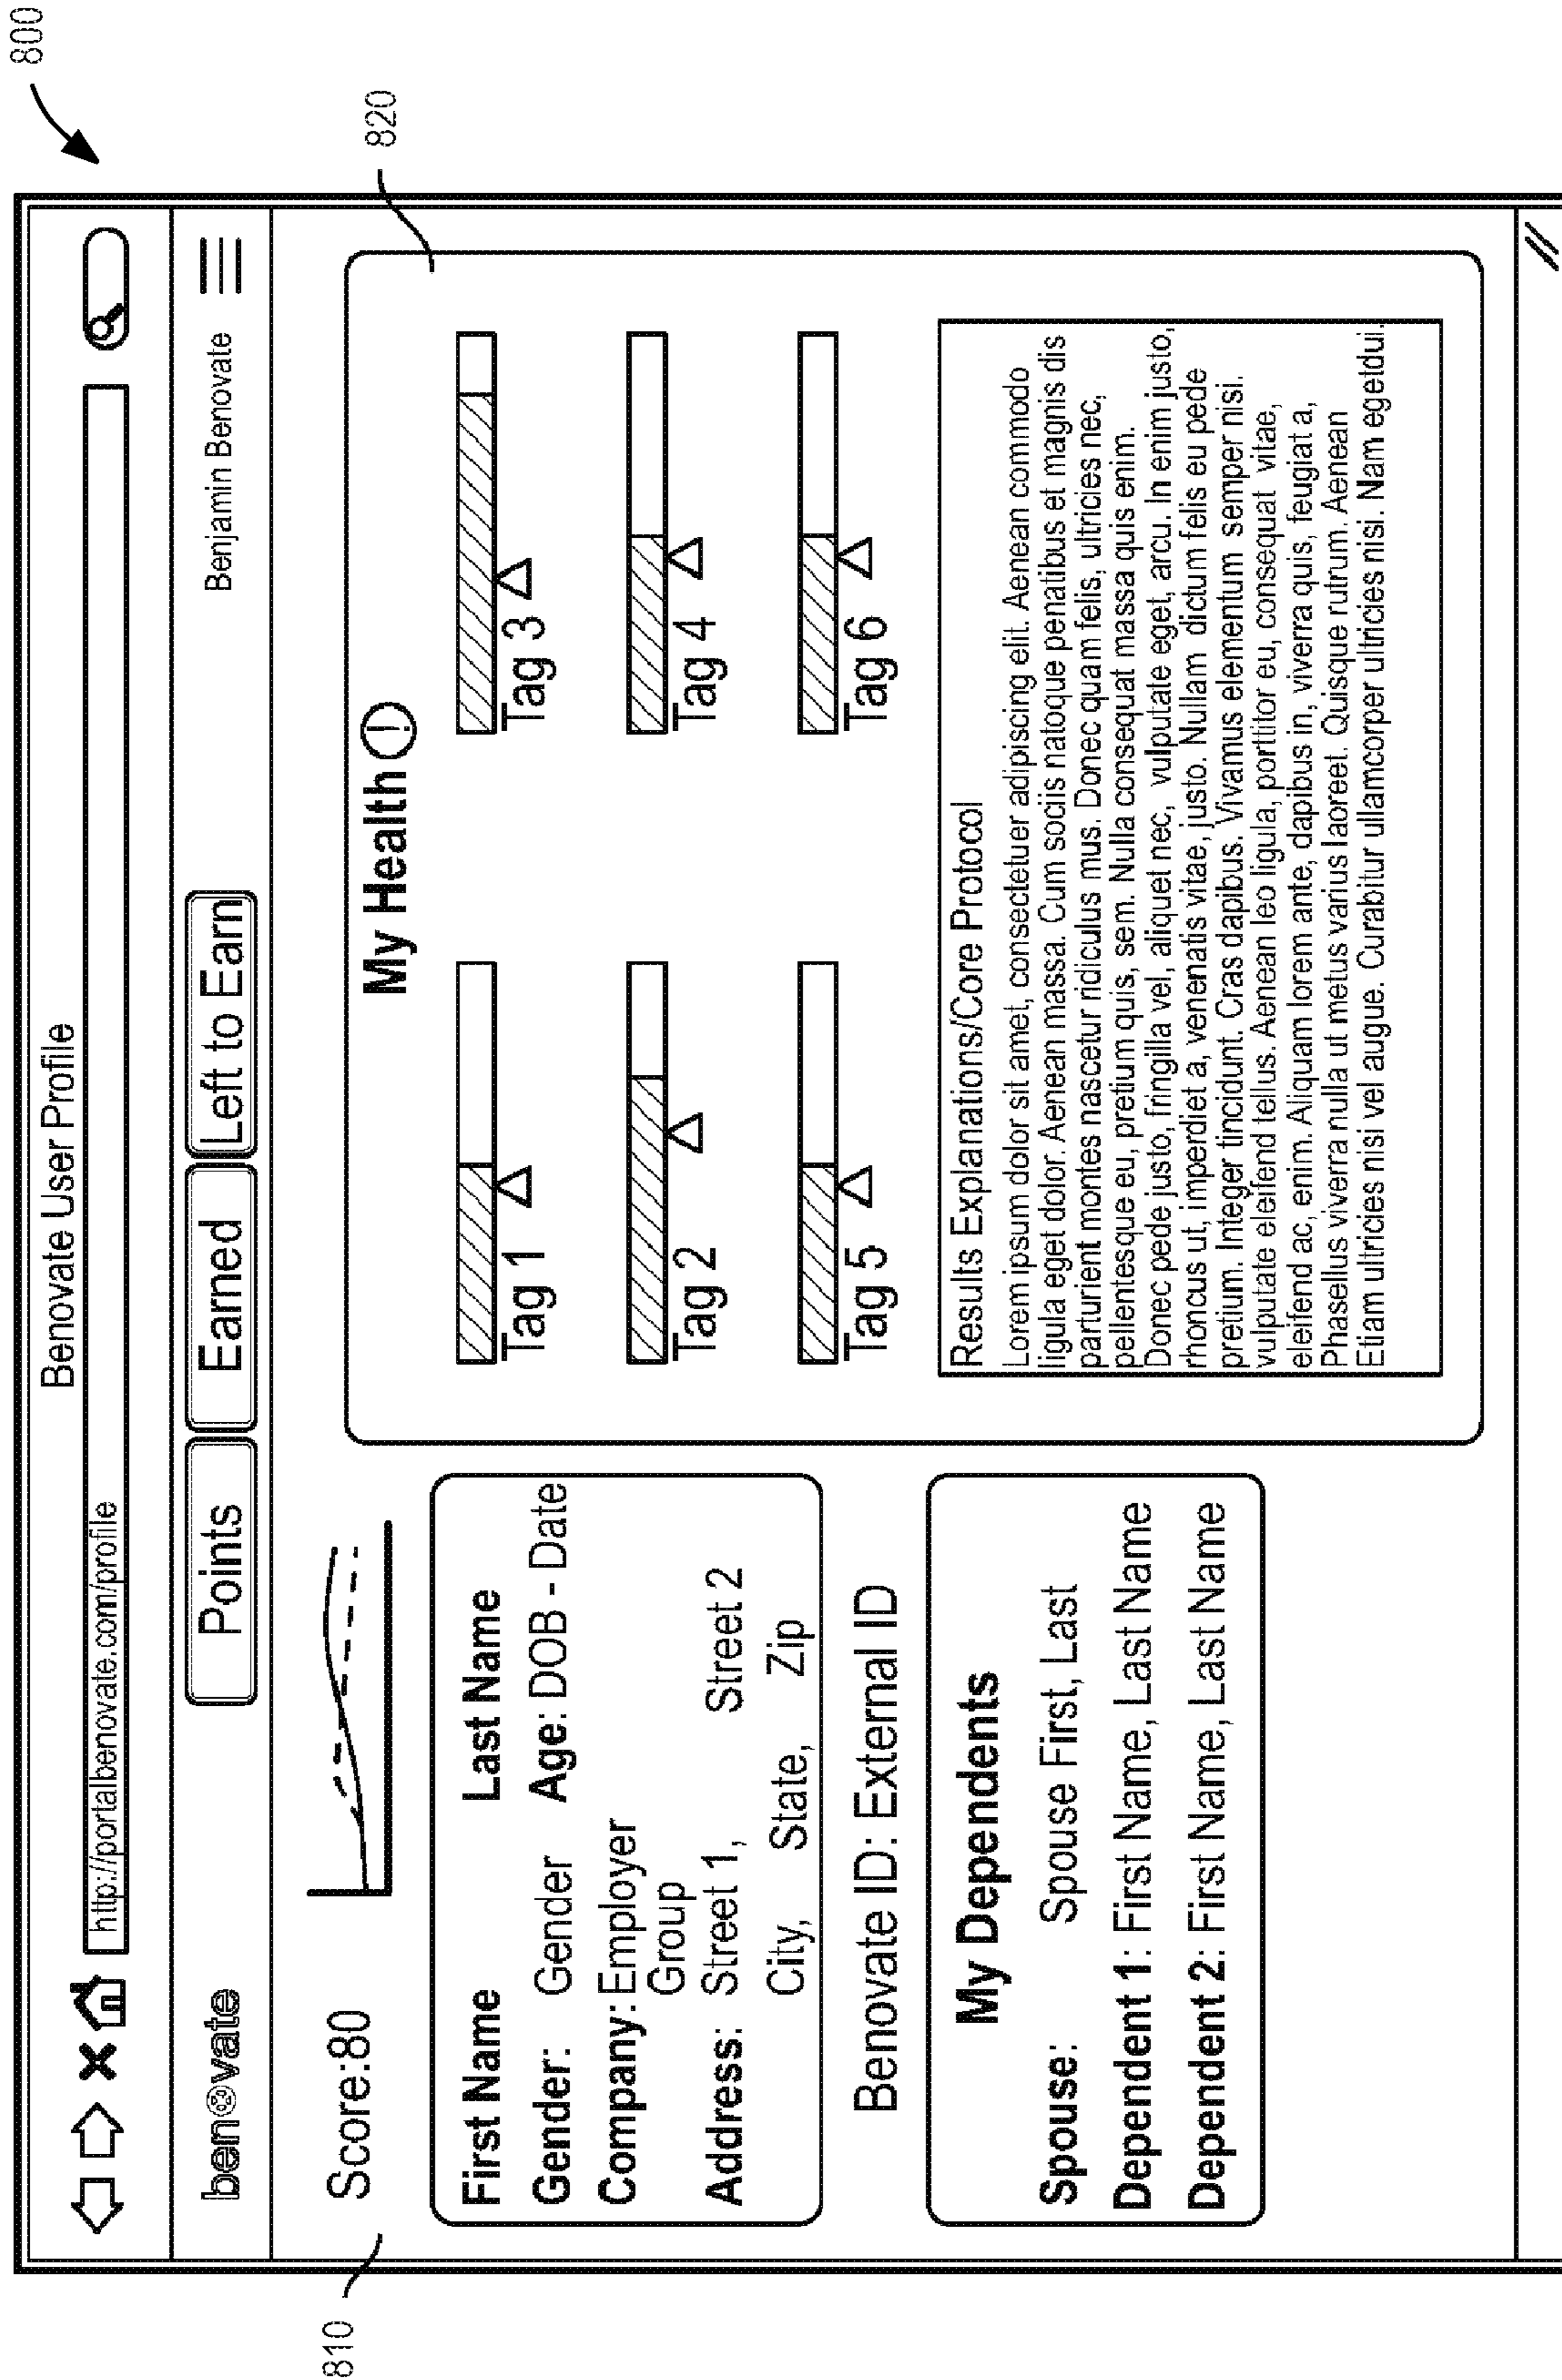 800
Benovate User Profile
http://portalbenovate.com/profile
benovate
Points
Earned
Left to Earn
Benjamin Benovate
810
Score:80
First Name Last Name
Gender: Gender Age: DOB - Date
Company: Employer
Group
Address: Street 1, Street 2
City, State, Zip
Benovate ID: External ID
My Dependents
Spouse: Spouse First, Last
Dependent 1: First Name, Last Name
Dependent 2: First Name, Last Name
820
My Health !
Tag 1 Tag 3
Tag 2 Tag 4
Tag 5 Tag 6
Results Explanations/Core Protocol
Lorem ipsum dolor sit amet, consectetuer adipiscing elit. Aenean commodo
ligula eget dolor. Aenean massa. Cum sociis natoque penatibus et magnis dis
parturient montes nascetur ridiculus mus. Donec quam felis, ultricies nec,
pellentesque eu, pretium quis, sem. Nulla consequat massa quis enim.
Donec pede justo, fringilla vel, aliquet nec, vulputate eget, arcu. In enim justo,
rhoncus ut, imperdiet a, venenatis vitae, justo. Nullam dictum felis eu pede
pretium. Integer tincidunt. Cras dapibus. Vivamus elementum semper nisi.
vulputate eleifend tellus. Aenean leo ligula, porttitor eu, consequat vitae,
eleifend ac, enim. Aliquam lorem ante, dapibus in, viverra quis, feugiat a,
Phasellus viverra nulla ut metus varius laoreet. Quisque rutrum. Aenean
Etiam ultricies nisi vel augue. Curabitur ullamcorper ultricies nisi. Nam egetdui.